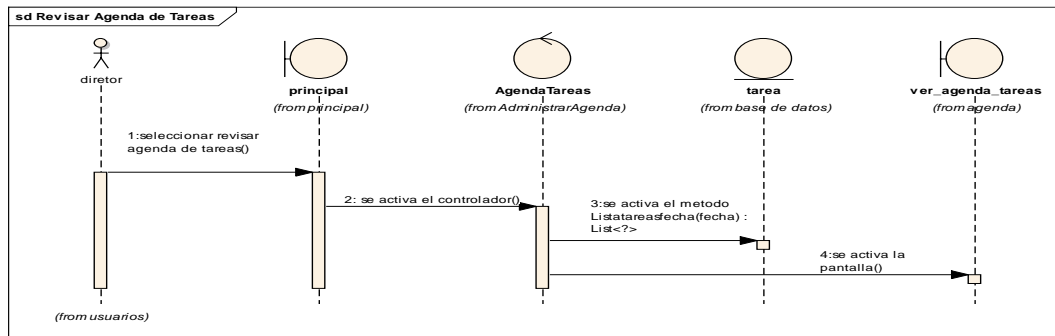 sd Revisar Agenda de Tareas
diretor
principal
(from principal)
AgendaTareas
(from AdministrarAgenda)
tarea
(from base de datos)
ver_agenda_tareas
(from agenda)
1:seleccionar revisar
agenda de tareas()
2: se activa el controlador()
3:se activa el metodo
Listatareasfecha(fecha) :
List<?>
4:se activa la
pantalla()
(from usuarios)